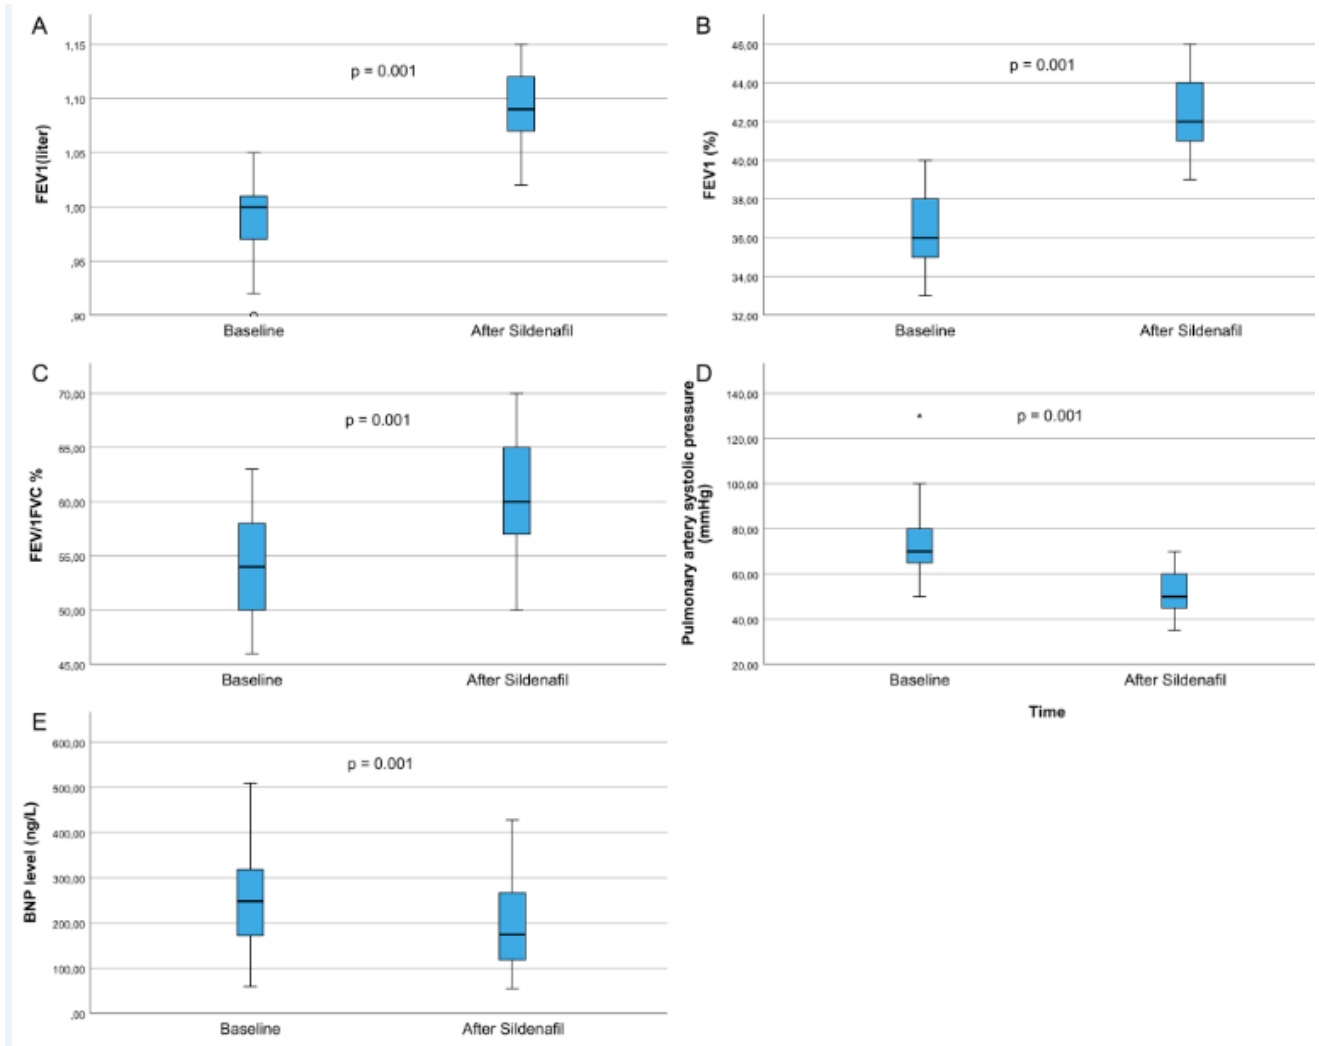 A
1,15
1,10
1,05
1,00
,95
,90
FEV1(liter)
p = 0.001
Baseline
After Sildenafil
B
46,00
44,00
42,00
40,00
38,00
36,00
34,00
32,00
FEV1 (%)
p = 0.001
Baseline
After Sildenafil
C
70,00
65,00
60,00
55,00
50,00
45,00
FEV/1FVC %
p = 0.001
Baseline
After Sildenafil
D
140,00
120,00
100,00
80,00
60,00
40,00
20,00
Pulmonary artery systolic pressure
(mmHg)
p = 0.001
Baseline
After Sildenafil
Time
E
600,00
500,00
400,00
300,00
200,00
100,00
,00
BNP level (ng/L)
p = 0.001
Baseline
After Sildenafil